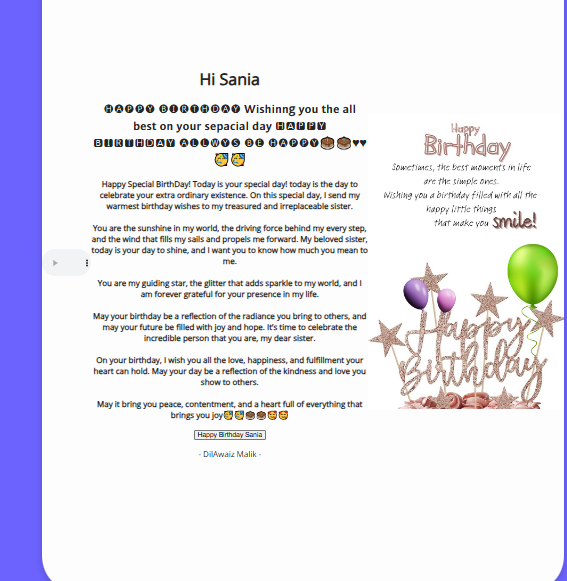 Hi Sania
🅗🅐🅟🅟🅨 🅑🅘🅡🅣🅗🅓🅐🅨 Wishinng you the all
best on your sepacial day 🅷🅰🅿🅿🆈
🅱🅸🆁🆃🅷🅳🅰🆈 🅰🅻🅻🆆🆈🆂 🅱🅴 🅷🅰🅿🅿🆈🎂🎂♥♥
🥳🥳
Happy Special BirthDay! Today is your special day! today is the day to
celebrate your extra ordinary existence. On this special day, I send my
warmest birthday wishes to my treasured and irreplaceable sister.
You are the sunshine in my world, the driving force behind my every step,
and the wind that fills my sails and propels me forward. My beloved sister,
today is your day to shine, and I want you to know how much you mean to
me.
You are my guiding star, the glitter that adds sparkle to my world, and I
am forever grateful for your presence in my life.
May your birthday be a reflection of the radiance you bring to others, and
may your future be filled with joy and hope. It's time to celebrate the
incredible person that you are, my dear sister.
On your birthday, I wish you all the love, happiness, and fulfillment your
heart can hold. May your day be a reflection of the kindness and love you
show to others.
May it bring you peace, contentment, and a heart full of everything that
brings you joy🥳🥳🎂🎂🥰🥰
Happy Birthday Sania
- DilAwaiz Malik -
Happy
Birthday
Sometimes, the best moments in life
are the simple ones.
Wishing you a birthday filled with all the
happy little things
that make you smile!
Happy
Birthday